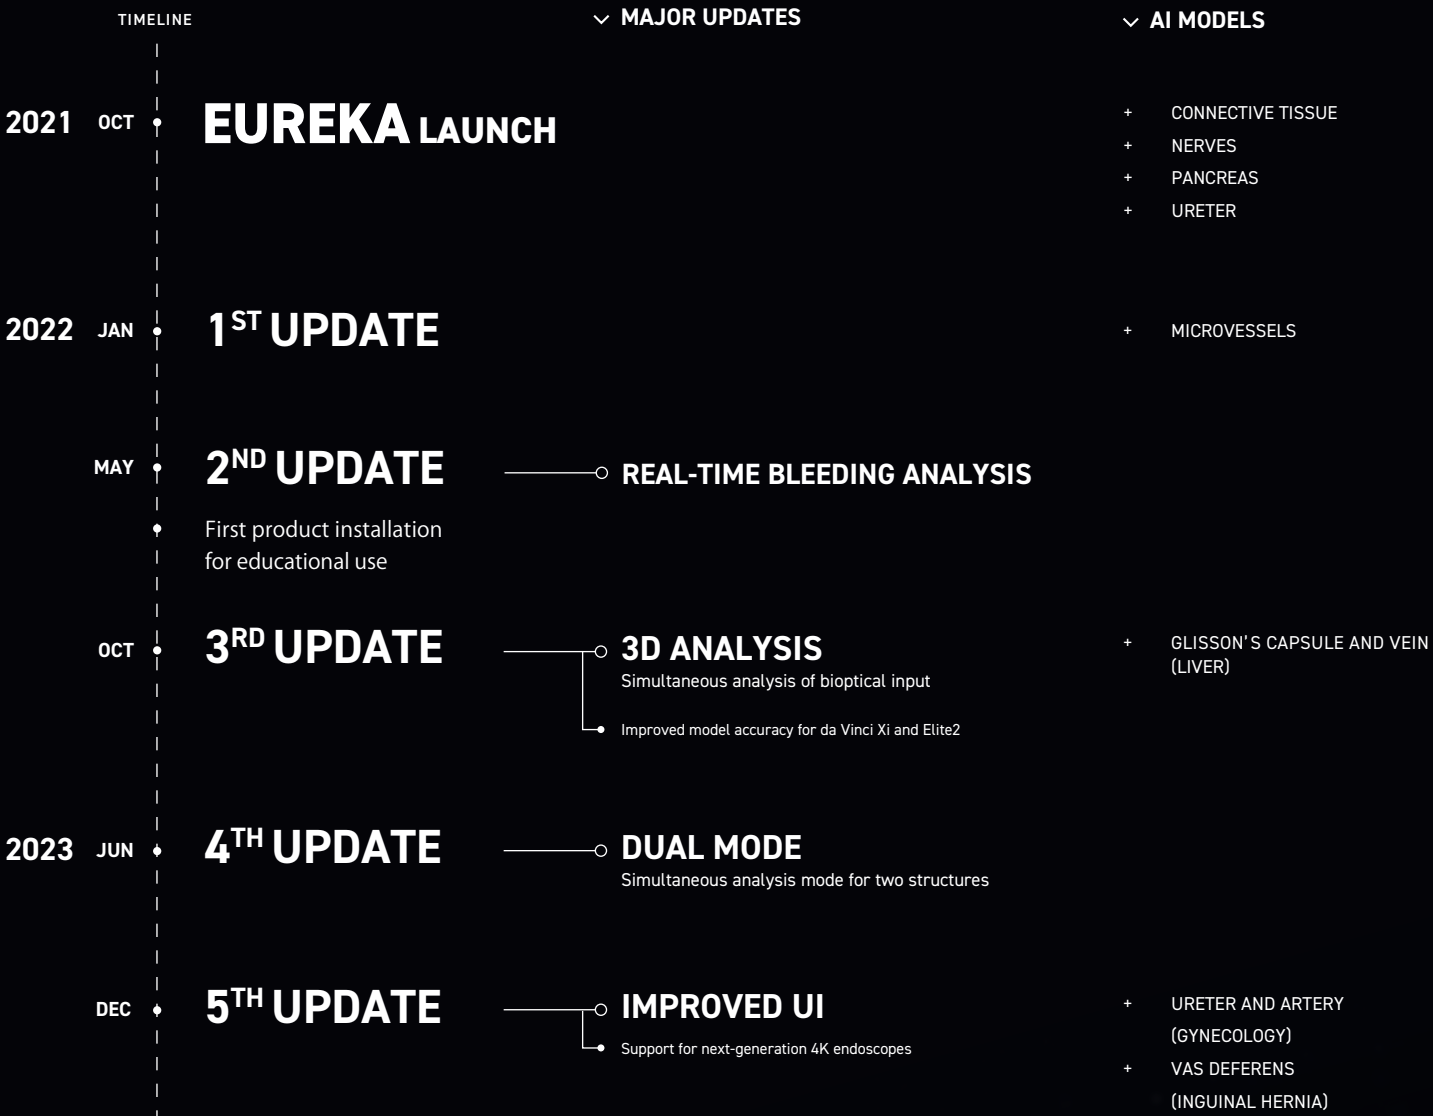 TIMELINE
MAJOR UPDATES
AI MODELS
2021 OCT
EUREKA LAUNCH
+ CONNECTIVE TISSUE
+ NERVES
+ PANCREAS
+ URETER
2022 JAN
1ST UPDATE
+ MICROVESSELS
MAY
2ND UPDATE
REAL-TIME BLEEDING ANALYSIS
First product installation
for educational use
OCT
3RD UPDATE
3D ANALYSIS
Simultaneous analysis of bioptical input
Improved model accuracy for da Vinci Xi and Elite2
+ GLISSON'S CAPSULE AND VEIN
(LIVER)
2023 JUN
4TH UPDATE
DUAL MODE
Simultaneous analysis mode for two structures
DEC
5TH UPDATE
IMPROVED UI
Support for next-generation 4K endoscopes
+ URETER AND ARTERY
(GYNECOLOGY)
+ VAS DEFERENS
(INGUINAL HERNIA)